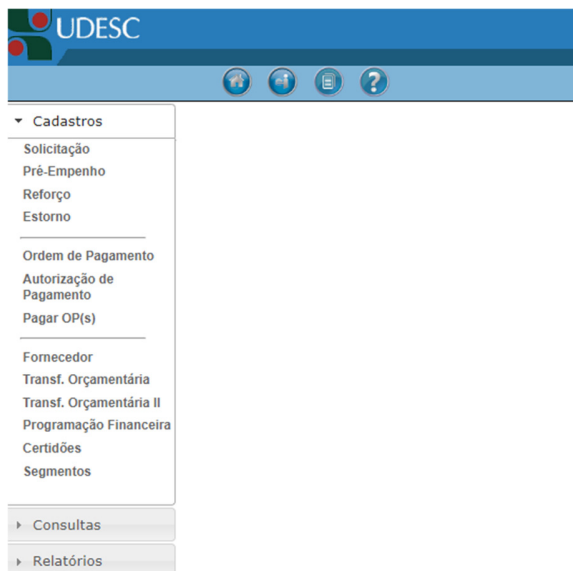 UDESC
Cadastros
Solicitação
Pré-Empenho
Reforço
Estorno
Ordem de Pagamento
Autorização de
Pagamento
Pagar OP(s)
Fornecedor
Transf. Orçamentária
Transf. Orçamentária II
Programação Financeira
Certidões
Segmentos
Consultas
Relatórios